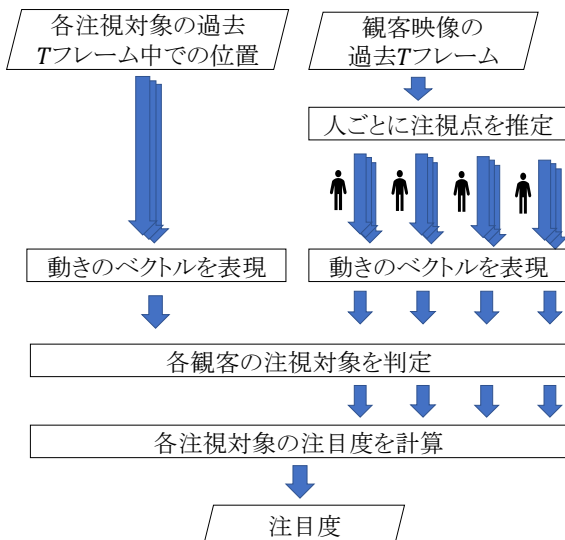 各注視対象の過去
Tフレーム中での位置
観客映像の
過去Tフレーム
人ごとに注視点を推定
動きのベクトルを表現
動きのベクトルを表現
各観客の注視対象を判定
各注視対象の注目度を計算
注目度